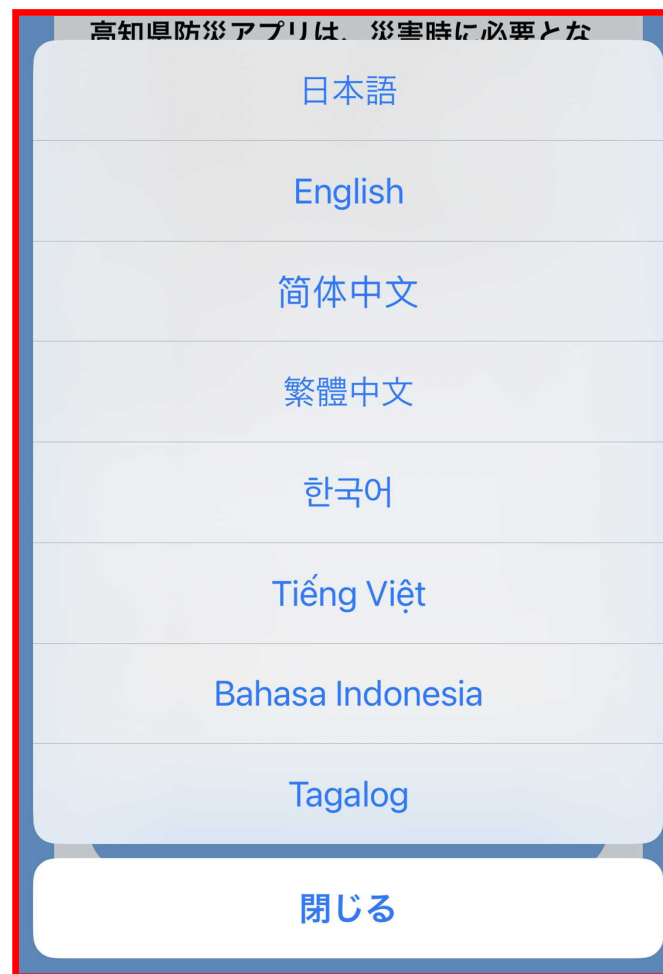 高知県防災アプリは、災害時に必要とな
日本語
English
简体中文
繁體中文
한국어
Tiếng Việt
Bahasa Indonesia
Tagalog
閉じる